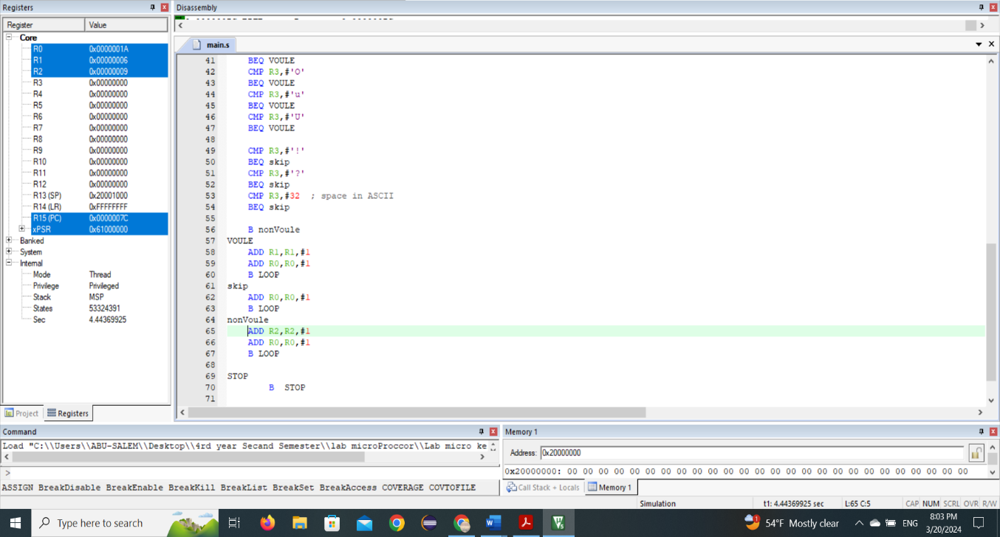 Registers
Register Value
Core
R0 0x0000001A
R1 0x00000006
R2 0x00000009
R3 0x00000000
R4 0x00000000
R5 0x00000000
R6 0x00000000
R7 0x00000000
R8 0x00000000
R9 0x00000000
R10 0x00000000
R11 0x00000000
R12 0x00000000
R13 (SP) 0x20001000
R14 (LR) 0xFFFFFFFF
R15 (PC) 0x0000007C
xPSR 0x61000000
Banked
System
Internal
Mode Thread
Privilege Privileged
Stack MSP
States 53324391
Sec 4.44369925
Project Registers
Disassembly
main.s
41 BEQ VOULE
42 CMP R3,#'O'
43 BEQ VOULE
44 CMP R3,#'u'
45 BEQ VOULE
46 CMP R3,#'U'
47 BEQ VOULE
48
49 CMP R3,#'!'
50 BEQ skip
51 CMP R3,#'?'
52 BEQ skip
53 CMP R3,#32 ; space in ASCII
54 BEQ skip
55
56 B nonVoule
57 VOULE
58 ADD R1,R1,#1
59 ADD R0,R0,#1
60 B LOOP
61 skip
62 ADD R0,R0,#1
63 B LOOP
64 nonVoule
65 ADD R2,R2,#1
66 ADD R0,R0,#1
67 B LOOP
68
69 STOP
70 B STOP
71
Command
Load "C:\\Users\\ABU-SALEM\\Desktop\\4rd year Secand Semester\\lab microProccor\\Lab micro ke
>
ASSIGN BreakDisable BreakEnable BreakKill BreakList BreakSet BreakAccess COVERAGE COVTOFILE
Memory 1
Address: 0x20000000
0x20000000: 00 00 00 00 00 00 00 00 00 00 00 00 00 00 00 00 00 00 00 00 00 00 00 00 00 00
Call Stack + Locals Memory 1
Simulation t1: 4.44369925 sec L:65 C:5 CAP NUM SCRL OVR R/W
Type here to search
54°F Mostly clear ENG
8:03 PM
3/20/2024